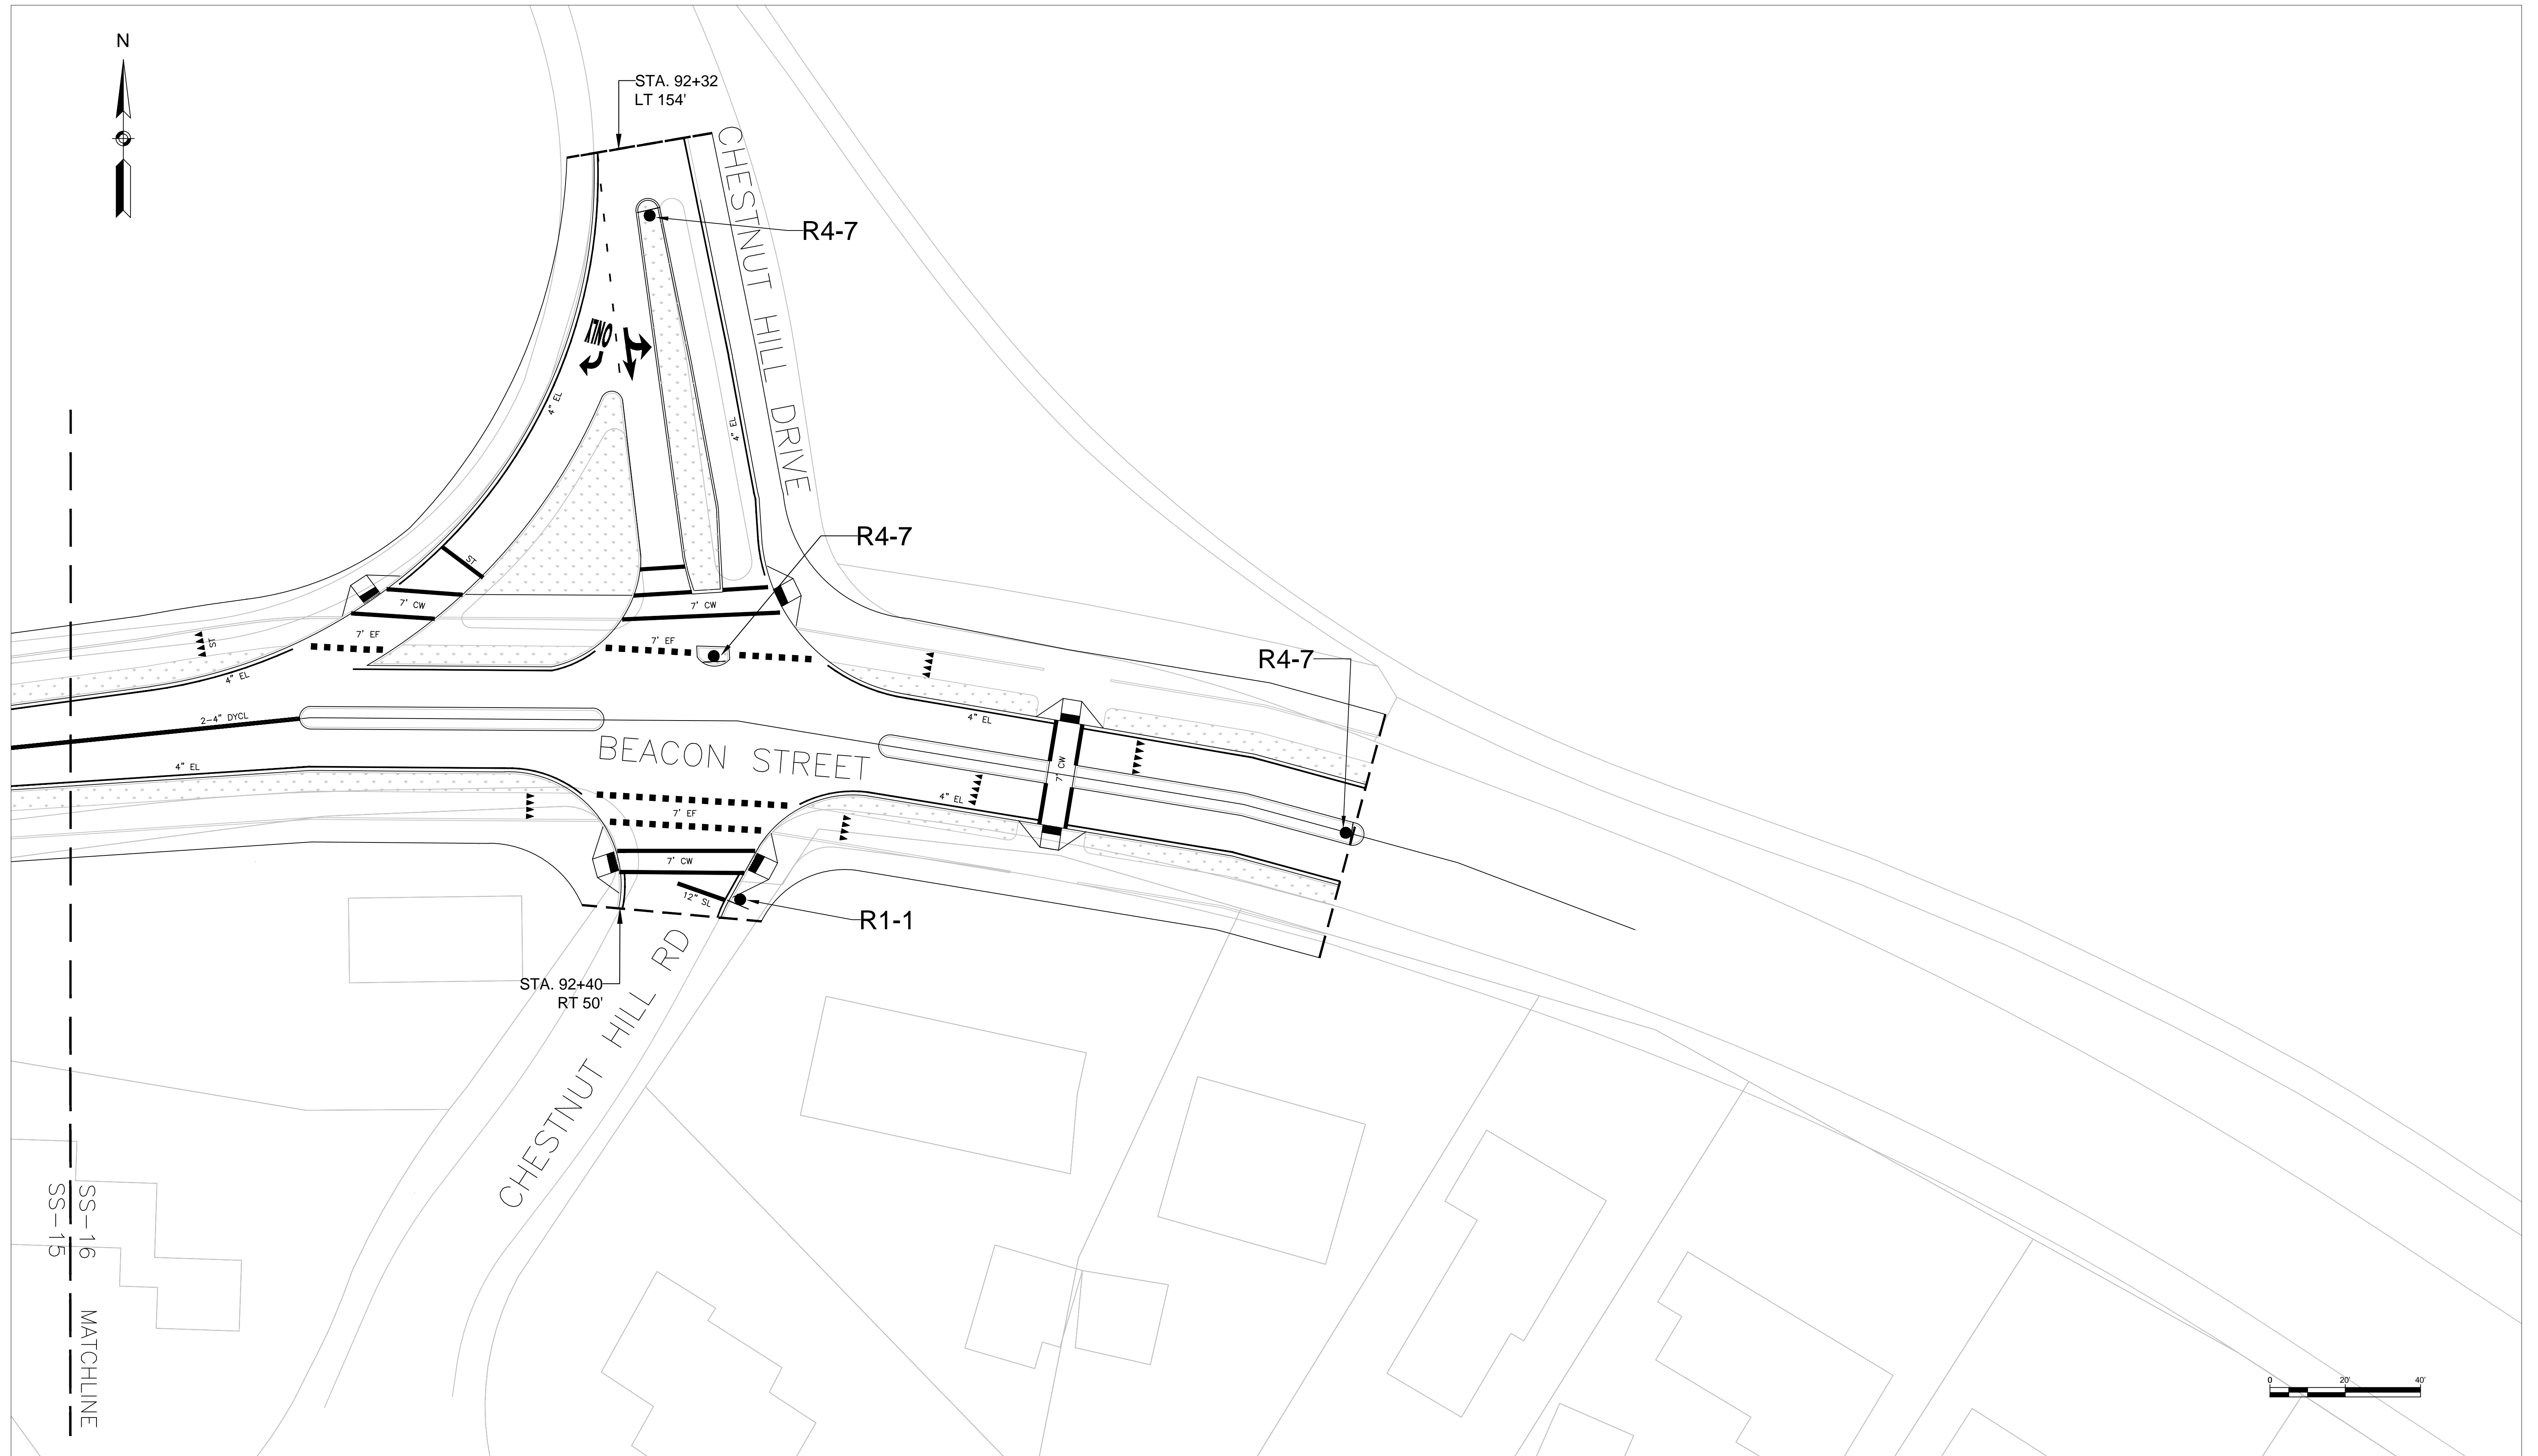 N
STA. 92+32
LT 154'
CHESTNUT HILL DRIVE
R4-7
ONLY
4" EL
4" EL
R4-7
ST
7' CW
7' CW
7' EF
7' EF
ST
R4-7
4" EL
2-4" DYCL
4" EL
BEACON STREET
7' CW
4" EL
4" EL
7' EF
7' CW
12" SL
R1-1
STA. 92+40
RT 50'
CHESTNUT HILL RD
SS-16 MATCHLINE
SS-15
0 20' 40'